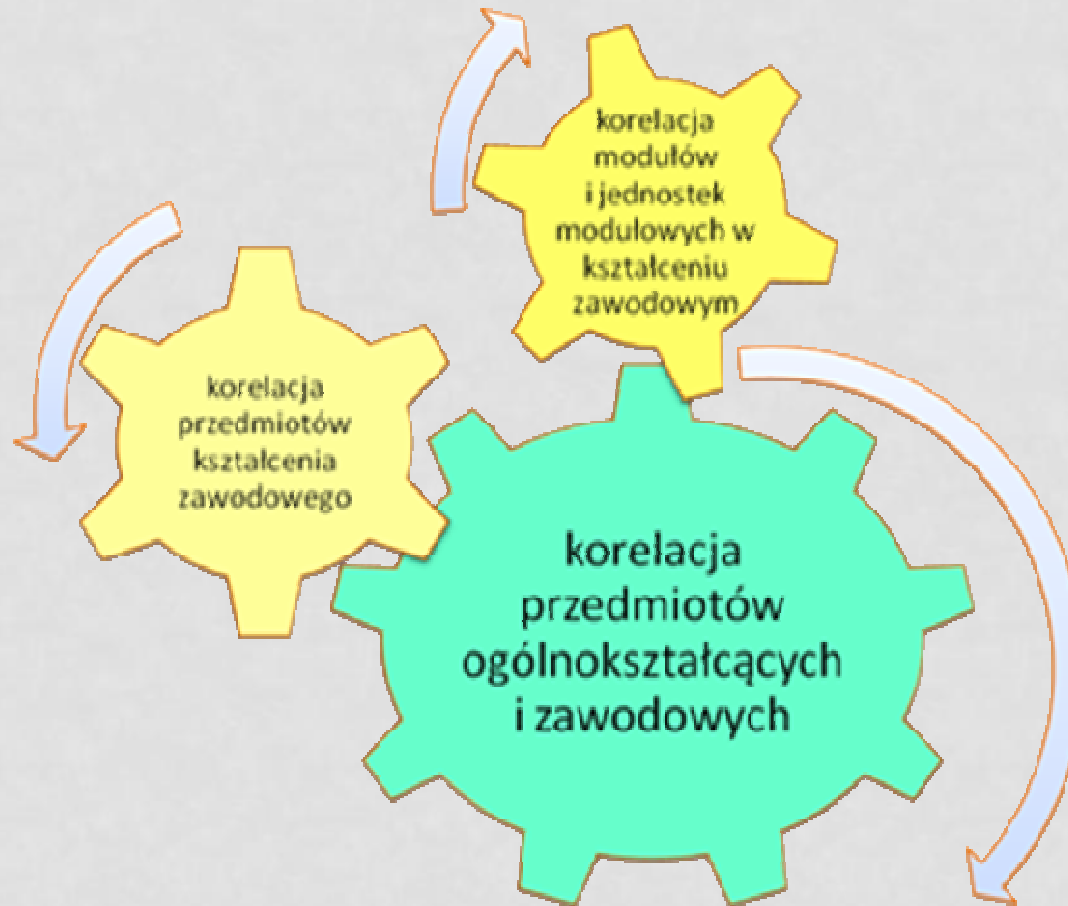 korelacja
modułów
i jednostek
modułowych w
kształceniu
zawodowym
korelacja
przedmiotów
kształcenia
zawodowego
korelacja
przedmiotów
ogólnokształcących
i zawodowych